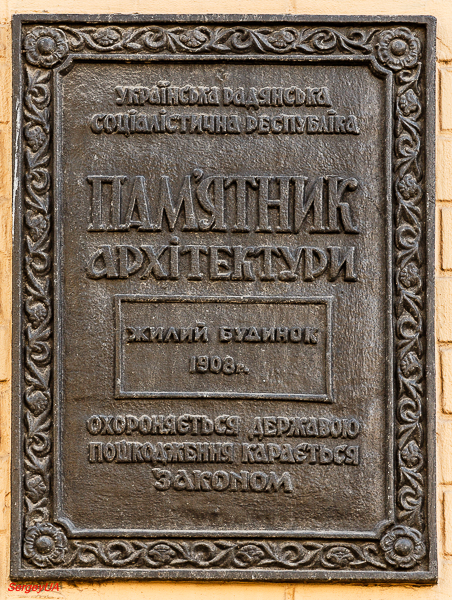 Українська Радянська
Соціалістична Республіка
ПАМ'ЯТНИК
АРХІТЕКТУРИ
ЖИЛИЙ БУДИНОК
1908 р.
ОХОРОНЯЄТЬСЯ ДЕРЖАВОЮ
ПОШКОДЖЕННЯ КАРАЄТЬСЯ
ЗАКОНОМ